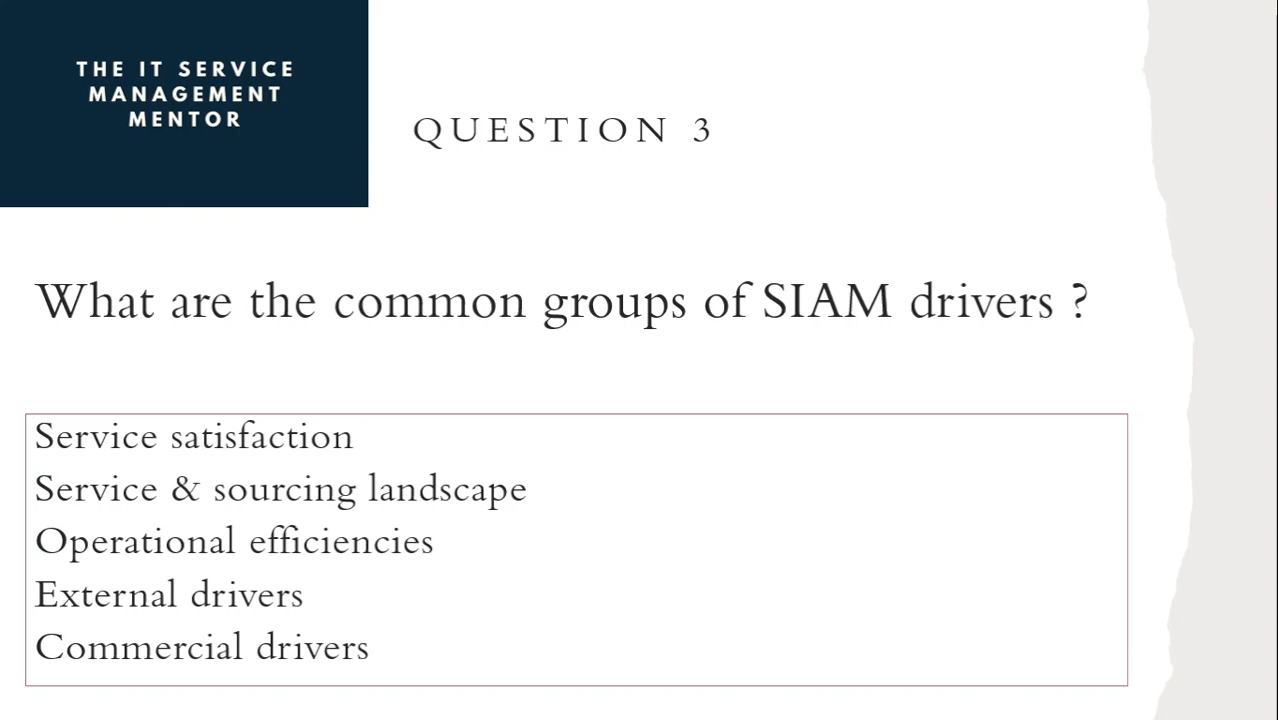 THE IT SERVICE
MANAGEMENT
MENTOR
QUESTION 3
What are the common groups of SIAM drivers ?
Service satisfaction
Service & sourcing landscape
Operational efficiencies
External drivers
Commercial drivers